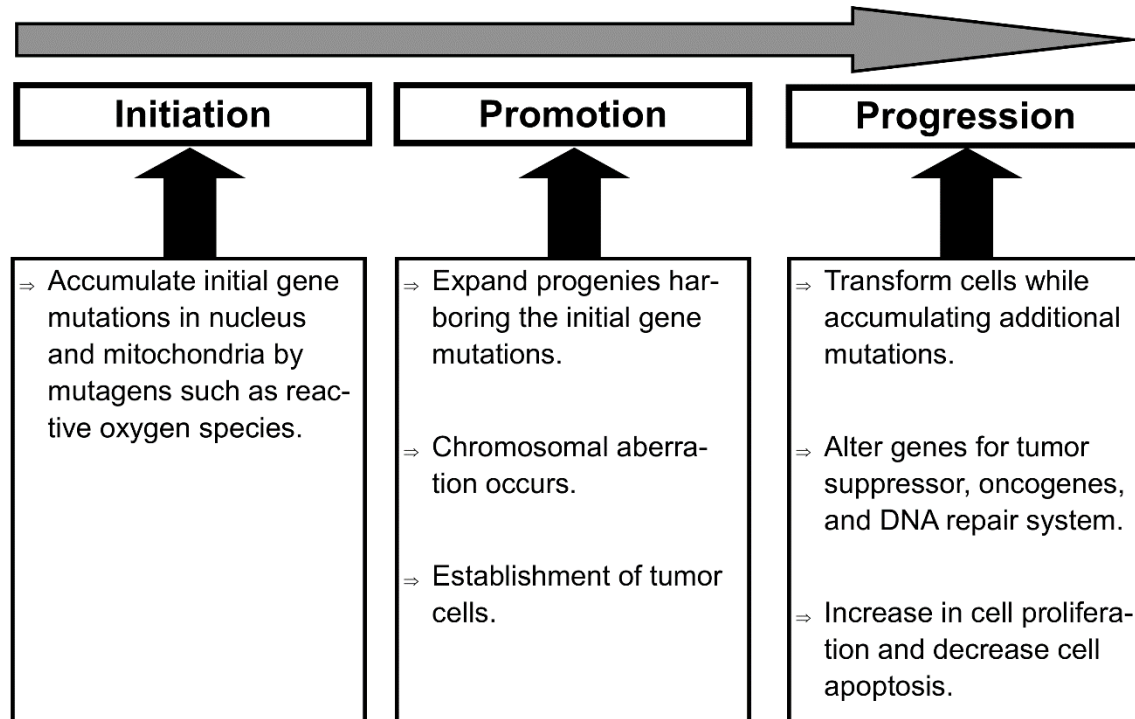 Initiation
Promotion
Progression
⇒ Accumulate initial gene
mutations in nucleus
and mitochondria by
mutagens such as reac-
tive oxygen species.
⇒ Expand progenies har-
boring the initial gene
mutations.
⇒ Chromosomal aberra-
tion occurs.
⇒ Establishment of tumor
cells.
⇒ Transform cells while
accumulating additional
mutations.
⇒ Alter genes for tumor
suppressor, oncogenes,
and DNA repair system.
⇒ Increase in cell prolifera-
tion and decrease cell
apoptosis.